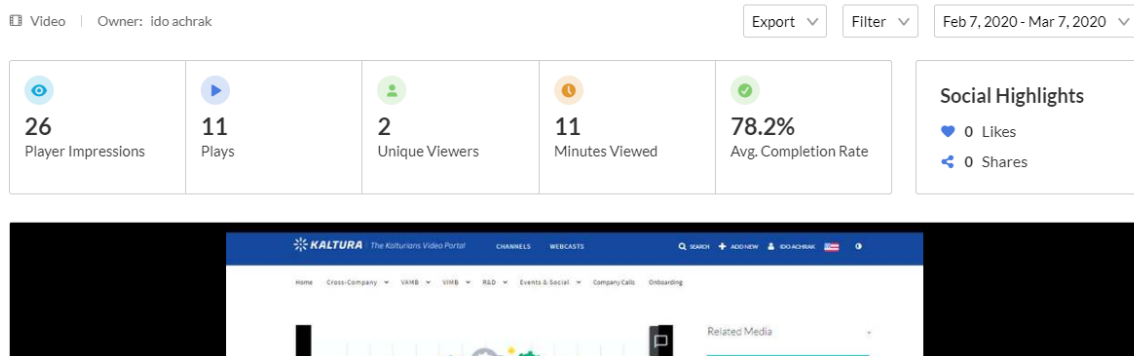 Video | Owner: ido achrak
Export Filter Feb 7, 2020 - Mar 7, 2020
26
Player Impressions
11
Plays
2
Unique Viewers
11
Minutes Viewed
78.2%
Avg. Completion Rate
Social Highlights
0 Likes
0 Shares
KALTURA The Kalturians Video Portal CHANNELS WEBCASTS SEARCH ADD NEW IDO ACHRAK
Home Cross-Company VAMB VIMB R&D Events & Social Company Calls Onboarding
Related Media